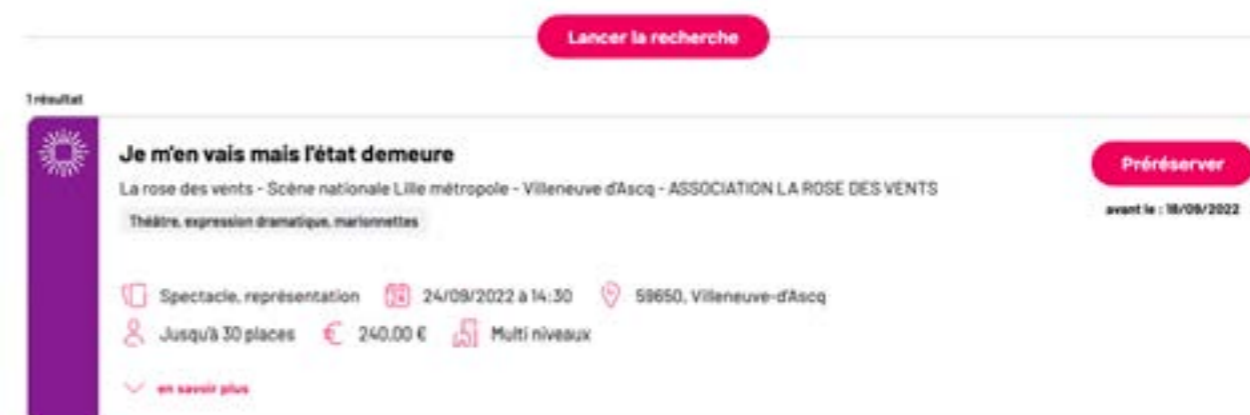 Lancer la recherche
1 résultat
Je m'en vais mais l'état demeure
Préréserver
La rose des vents - Scène nationale Lille métropole - Villeneuve d'Ascq - ASSOCIATION LA ROSE DES VENTS
avant le : 18/09/2022
Théâtre, expression dramatique, marionnettes
Spectacle, représentation 24/09/2022 à 14:30 59650, Villeneuve-d'Ascq
Jusqu'à 30 places € 240.00 € Multi niveaux
en savoir plus